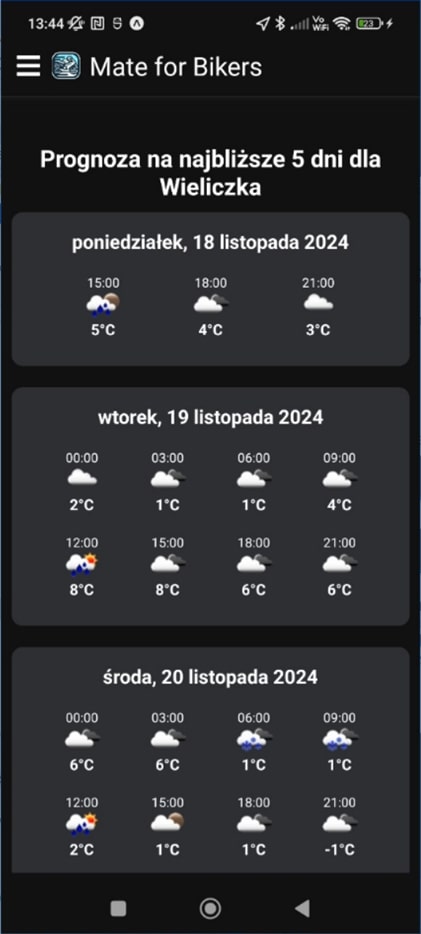 13:44 Vo WiFi 23
Mate for Bikers
Prognoza na najbliższe 5 dni dla
Wieliczka
poniedziałek, 18 listopada 2024
15:00 18:00 21:00
5°C 4°C 3°C
wtorek, 19 listopada 2024
00:00 03:00 06:00 09:00
2°C 1°C 1°C 4°C
12:00 15:00 18:00 21:00
8°C 8°C 6°C 6°C
środa, 20 listopada 2024
00:00 03:00 06:00 09:00
6°C 6°C 1°C 1°C
12:00 15:00 18:00 21:00
2°C 1°C 1°C -1°C